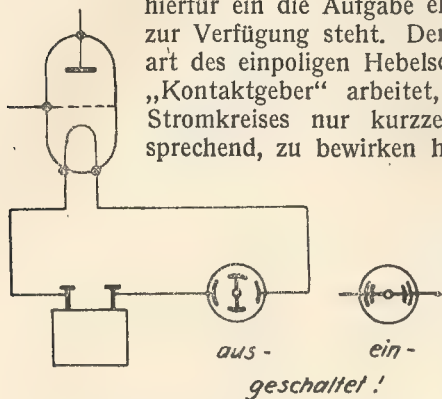 hierfür ein die Aufgabe e
zur Verfügung steht. Der
art des einpoligen Hebels
„Kontaktgeber“ arbeitet,
Stromkreises nur kurzze
sprechend, zu bewirken h
aus - ein -
geschaltet !